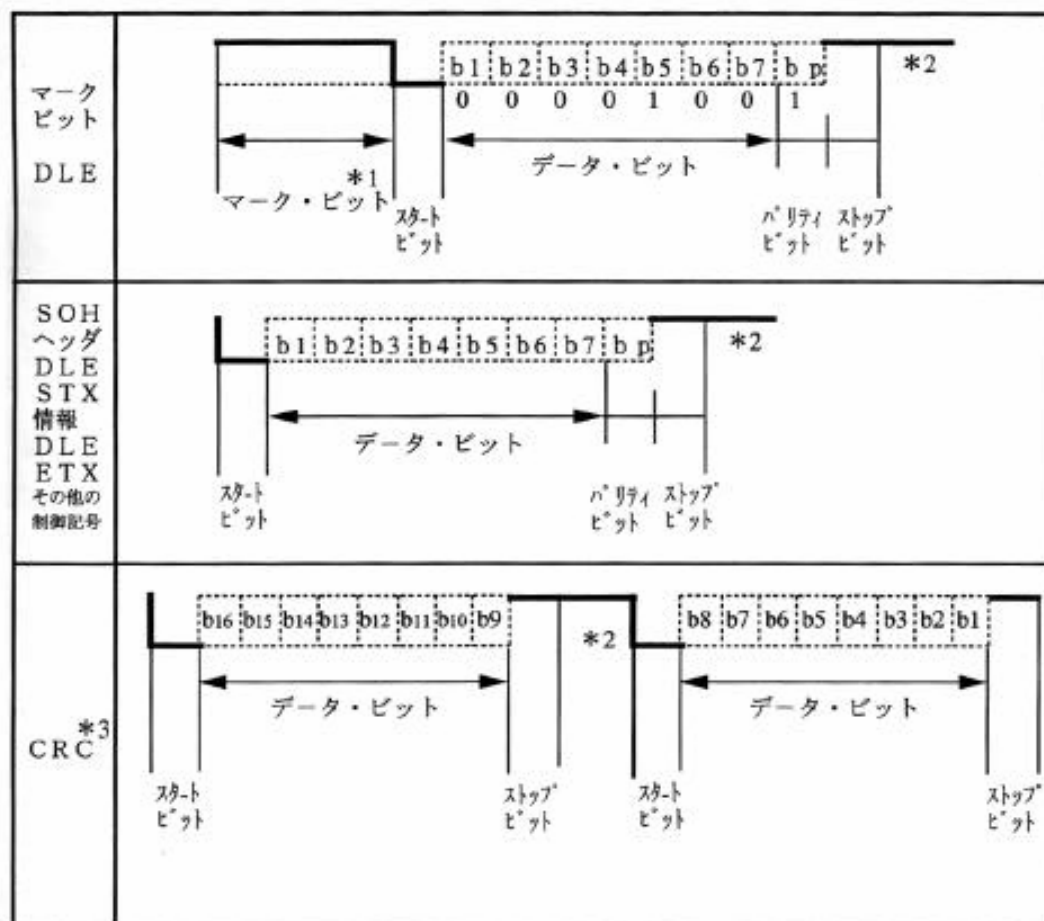 マーク
ビット
DLE
b1 b2 b3 b4 b5 b6 b7 b p
0 0 0 0 1 0 0 1
*2
データ・ビット
*1
マーク・ビット
スタート
ビット
パリティ
ビット
ストップ
ビット
SOH
ヘッダ
DLE
STX
情報
DLE
ETX
その他の
制御記号
b1 b2 b3 b4 b5 b6 b7 b p
*2
データ・ビット
スタート
ビット
パリティ
ビット
ストップ
ビット
CRC*3
b16 b15 b14 b13 b12 b11 b10 b9
*2
b8 b7 b6 b5 b4 b3 b2 b1
データ・ビット
データ・ビット
スタート
ビット
ストップ
ビット
スタート
ビット
ストップ
ビット